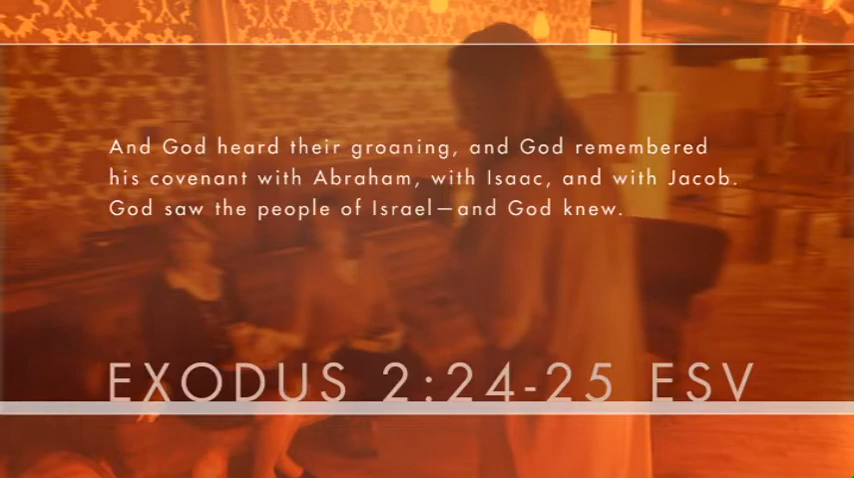 And God heard their groaning, and God remembered
his covenant with Abraham, with Isaac, and with Jacob.
God saw the people of Israel—and God knew.
EXODUS 2:24-25 ESV